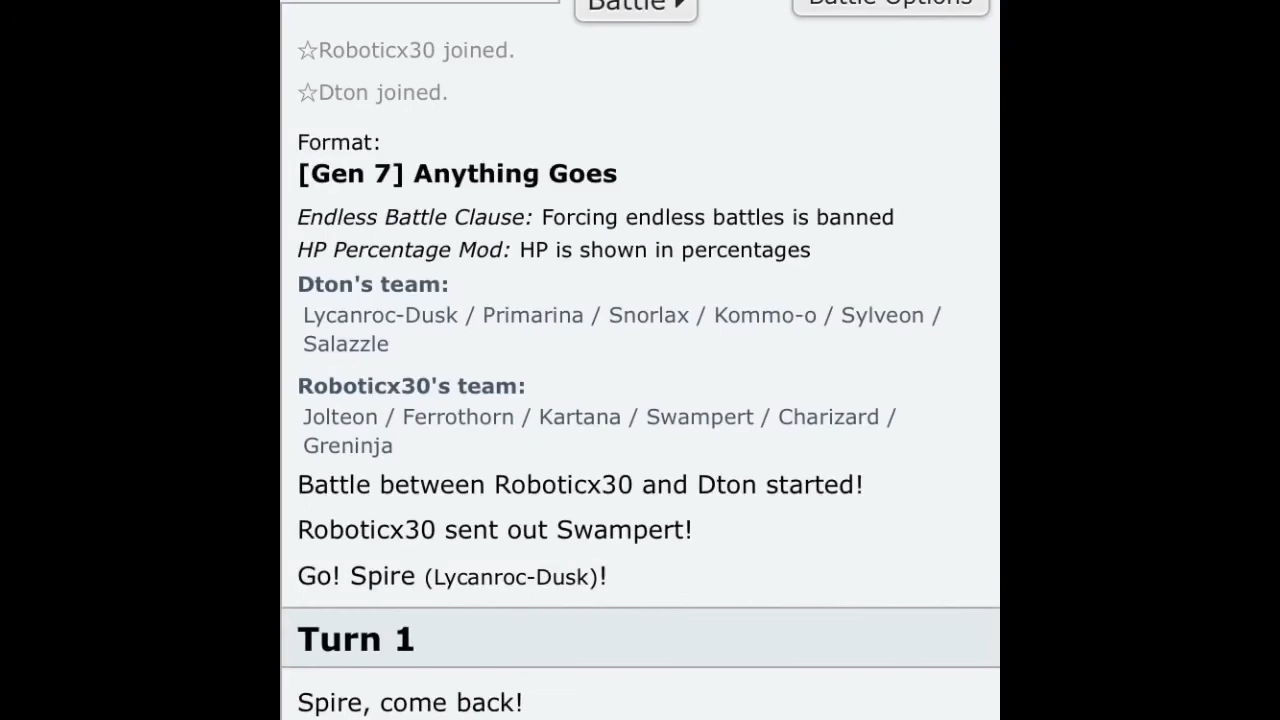 Battle Battle Options
☆Roboticx30 joined.
☆Dton joined.
Format:
[Gen 7] Anything Goes
Endless Battle Clause: Forcing endless battles is banned
HP Percentage Mod: HP is shown in percentages
Dton's team:
Lycanroc-Dusk / Primarina / Snorlax / Kommo-o / Sylveon /
Salazzle
Roboticx30's team:
Jolteon / Ferrothorn / Kartana / Swampert / Charizard /
Greninja
Battle between Roboticx30 and Dton started!
Roboticx30 sent out Swampert!
Go! Spire (Lycanroc-Dusk)!
Turn 1
Spire, come back!